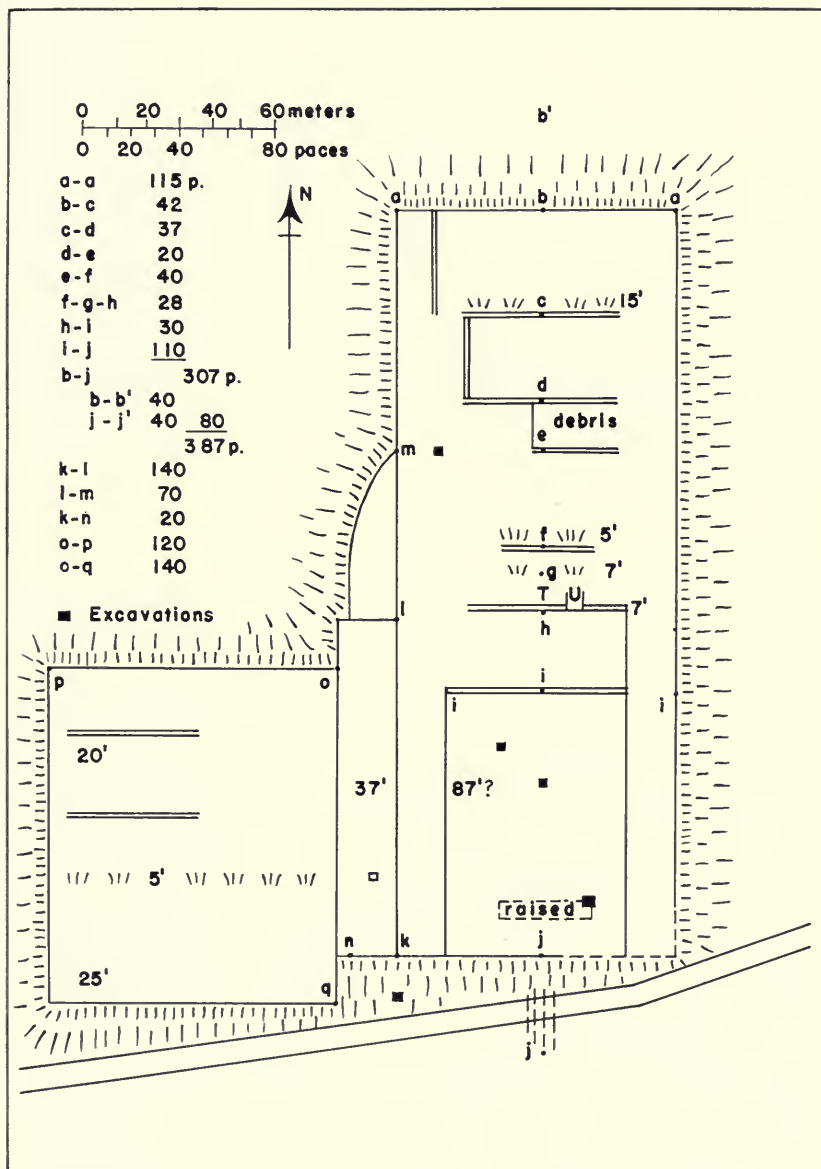 0 20 40 60 meters
0 20 40 80 paces
a-a 115 p.
b-c 42
c-d 37
d-e 20
e-f 40
f-g-h 28
h-i 30
i-j 110
b-j 307 p.
b-b' 40
j-j' 40 80
387 p.
k-l 140
l-m 70
k-n 20
o-p 120
o-q 140
■ Excavations
N
b'
a b a
c 15'
d
debris
e
m
f 5'
g 7'
T U
7'
h
l
p o
i
i i
20'
37' 87'?
5'
raised
n k j
25'
q
j